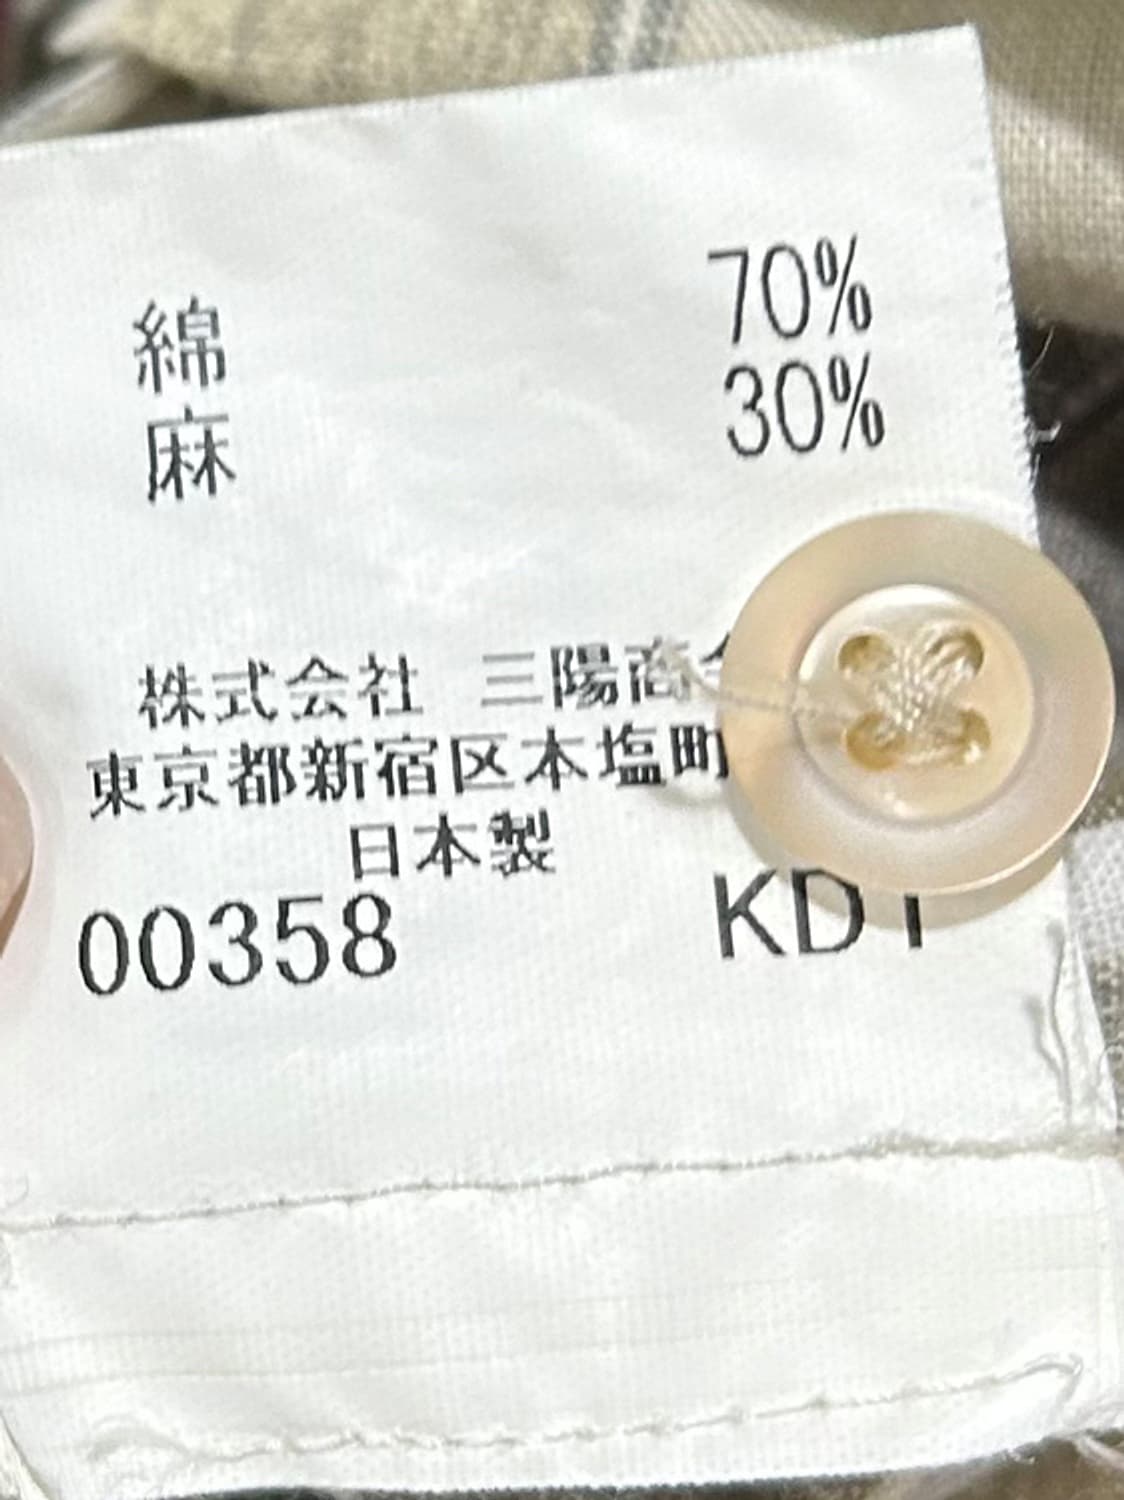 綿 70%
麻 30%
株式会社 三陽商
東京都新宿区本塩町
日本製
00358 KD